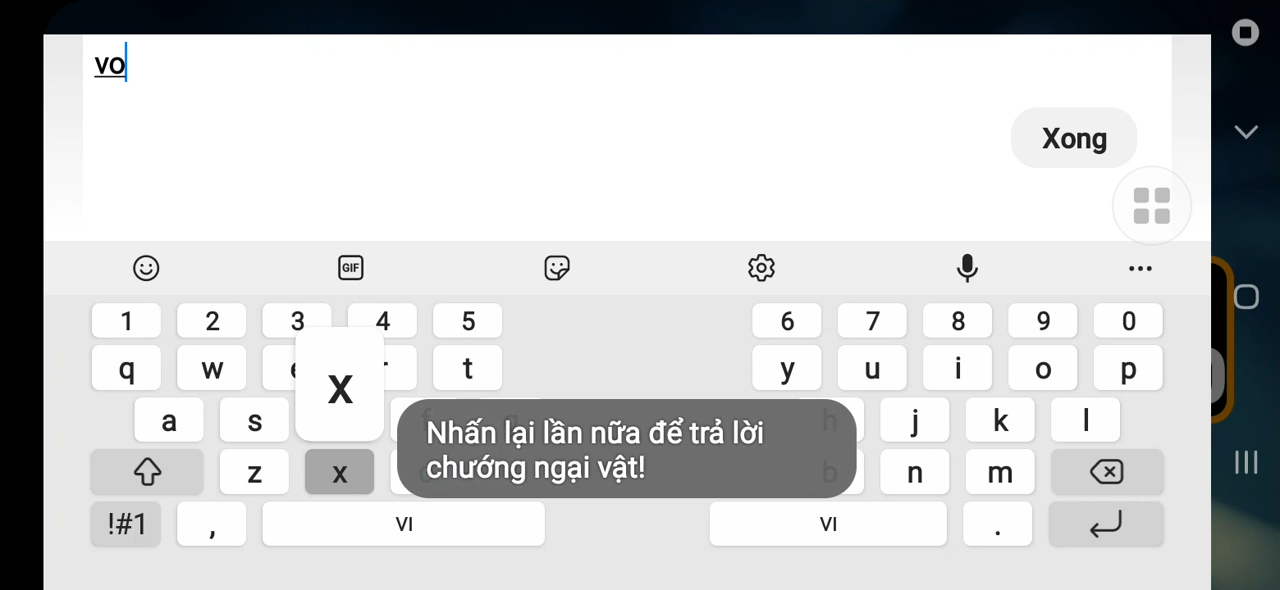 vo
Xong
GIF
1 2 3 4 5 6 7 8 9 0
q w e r t y u i o p
X
a s f g h j k l
Nhấn lại lần nữa để trả lời
chướng ngại vật!
z x c b n m
!#1 , VI VI .